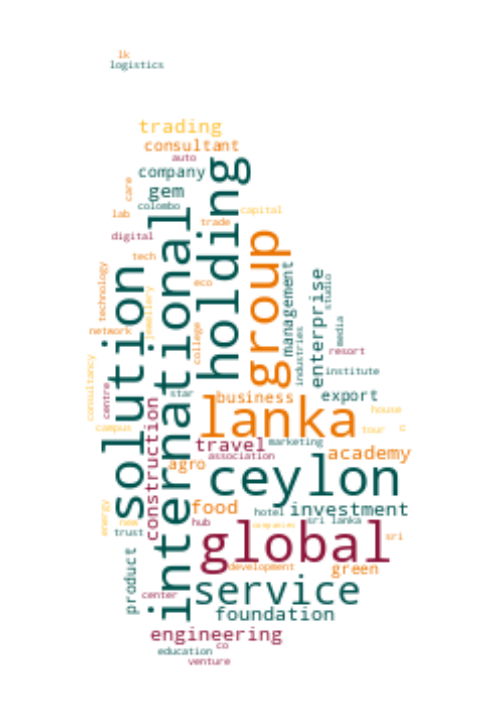 lk
logistics
trading
consultant
auto
company
holding
care
gem
colombo
international
lab
trade
capital
digital
group
tech
technology
solution
management
enterprise
studio
eco
jewellery
network
college
industries
media
resort
consultancy
centre
institute
star
business
export
construction
lanka
house
campus
travel
marketing
tour
c
association
academy
agro
ceylon
energy
new
food
hotel
investment
trust
hub
companies
sri lanka
global
sri
product
development
green
center
service
foundation
engineering
co
education
venture